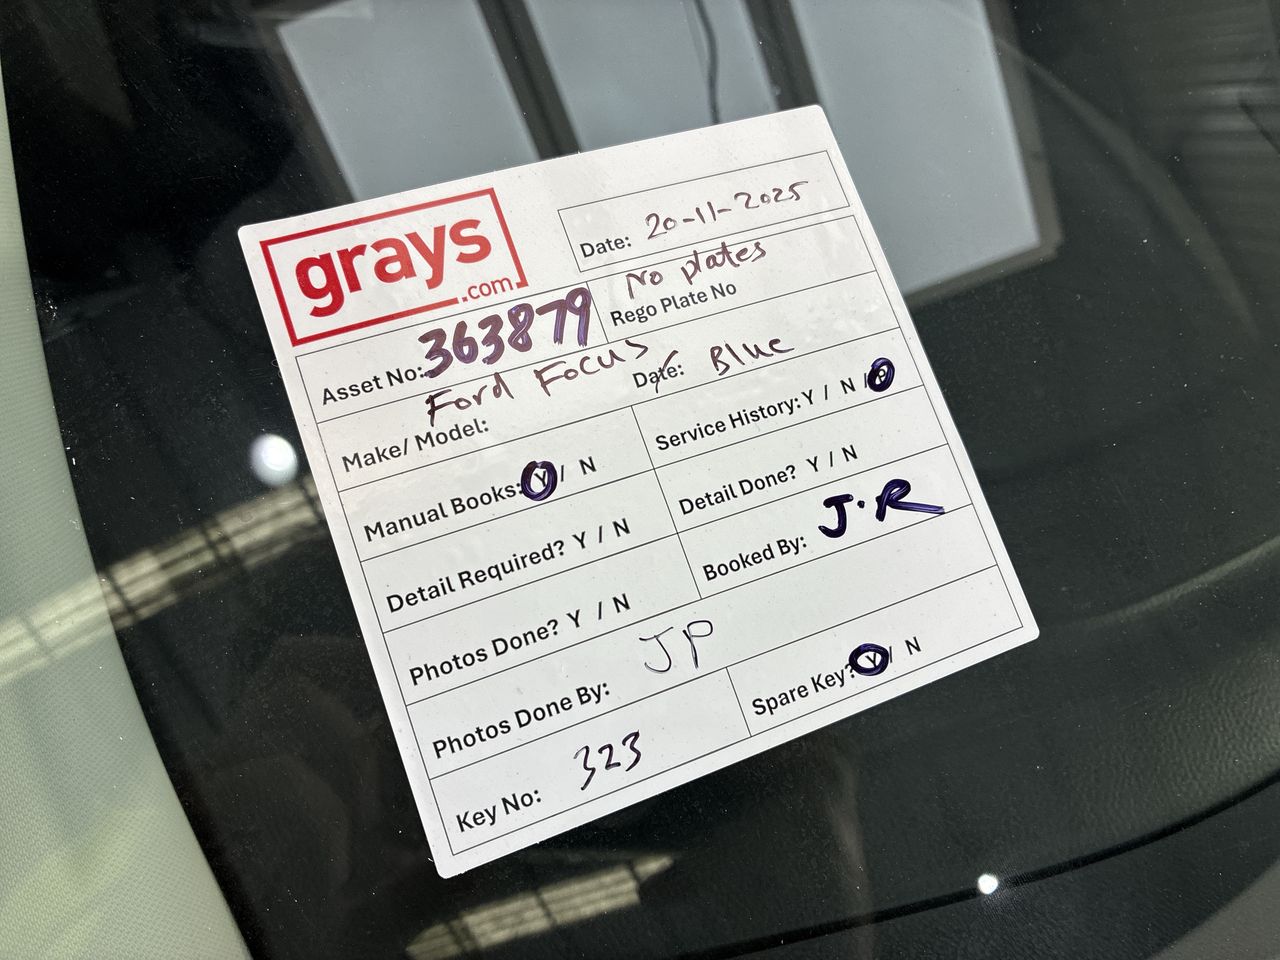 grays
.com
Date: 20-11-2025
No plates
Rego Plate No
Asset No: 363879
Ford Focus
Make/ Model:
Date: Blue
Manual Books: Y / N
Service History: Y / N / P
Detail Required? Y / N
Detail Done? Y / N
Photos Done? Y / N
Booked By: J.R
Photos Done By: JP
Key No: 323
Spare Key? Y / N